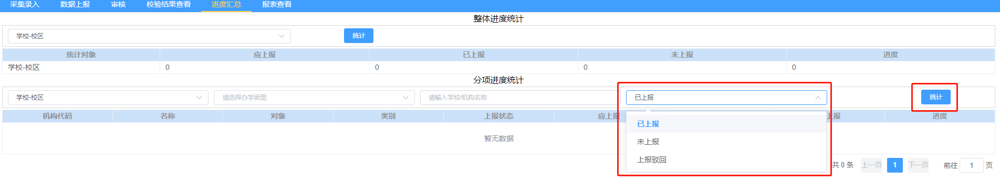 采集录入 数据上报 审核 校验结果查看 进度汇总 报表查看
整体进度统计
学校-校区 统计
统计对象 应上报 已上报 未上报 进度
学校-校区 0 0 0 0
分项进度统计
学校-校区 请选择办学类型 请输入学校/机构名称 已上报 统计
机构代码 名称 对象 类别 上报状态 应上报 上报 进度
已上报
暂无数据
未上报
上报驳回
共 0 条 上一页 1 下一页 前往 1 页